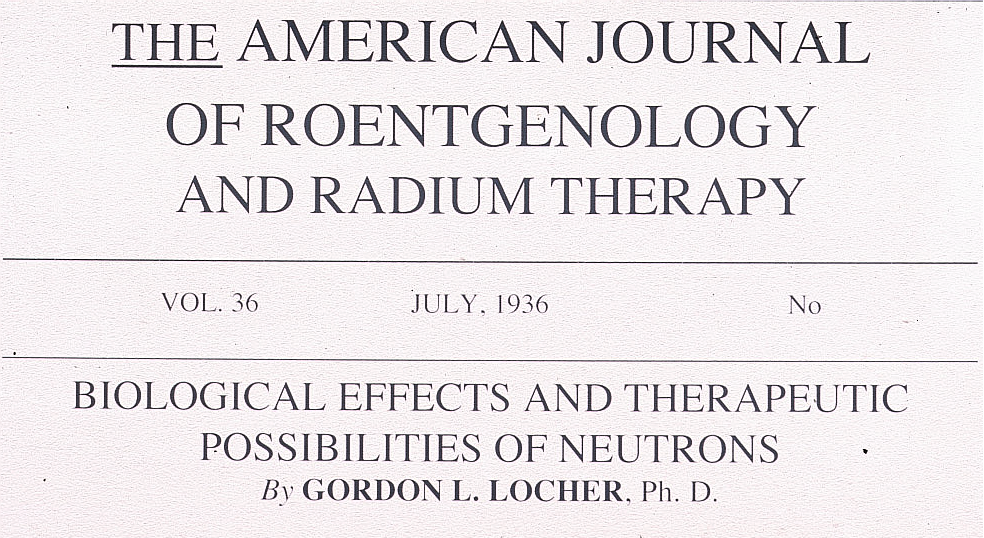 THE AMERICAN JOURNAL
OF ROENTGENOLOGY
AND RADIUM THERAPY
VOL. 36 JULY, 1936 No
BIOLOGICAL EFFECTS AND THERAPEUTIC
POSSIBILITIES OF NEUTRONS
By GORDON L. LOCHER, Ph. D.